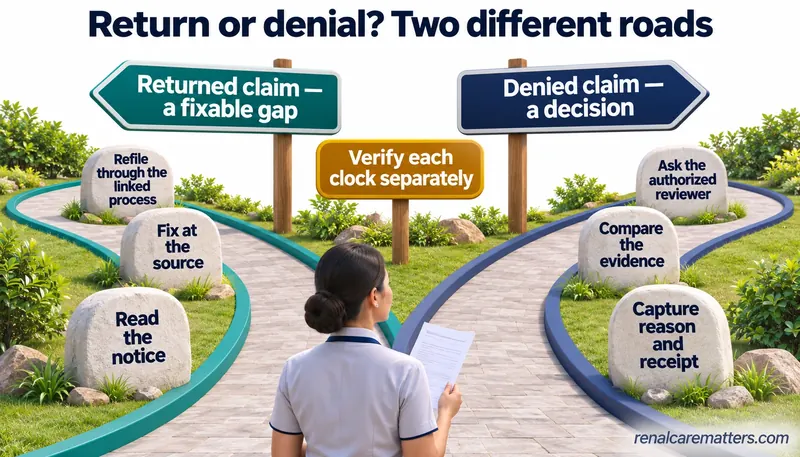 Return or denial? Two different roads
Returned claim —
a fixable gap
Denied claim —
a decision
Verify each
clock separately
Refile
through the
linked
process
Fix at
the
source
Read
the
notice
Ask the
authorized
reviewer
Compare
the
evidence
Capture
reason
and
receipt
renalcarematters.com